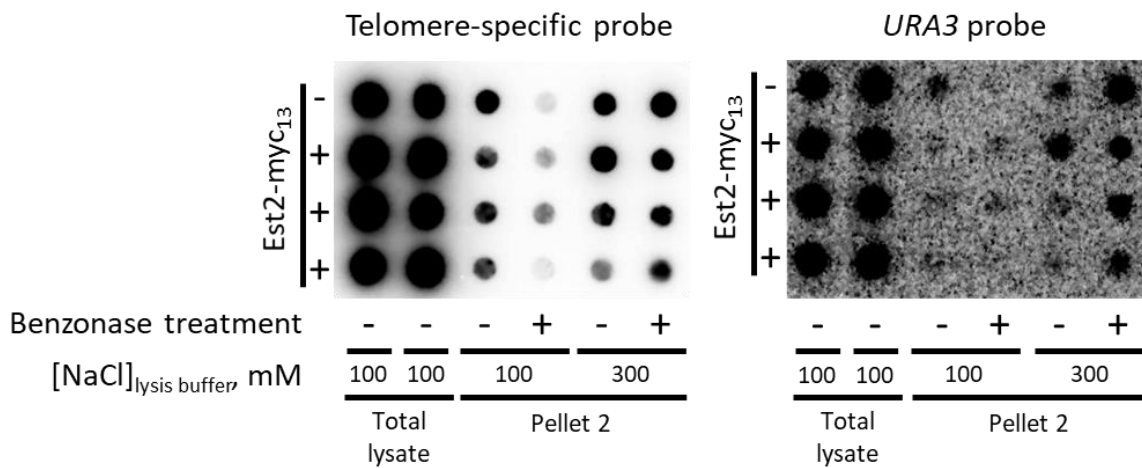 Telomere-specific probe
URA3 probe
Est2-myc13
-
+
+
+
Est2-myc13
-
+
+
+
Benzonase treatment - - - + - + - - - + - +
[NaCl]lysis buffer, mM 100 100 100 300 100 100 100 300
Total lysate Pellet 2 Total lysate Pellet 2